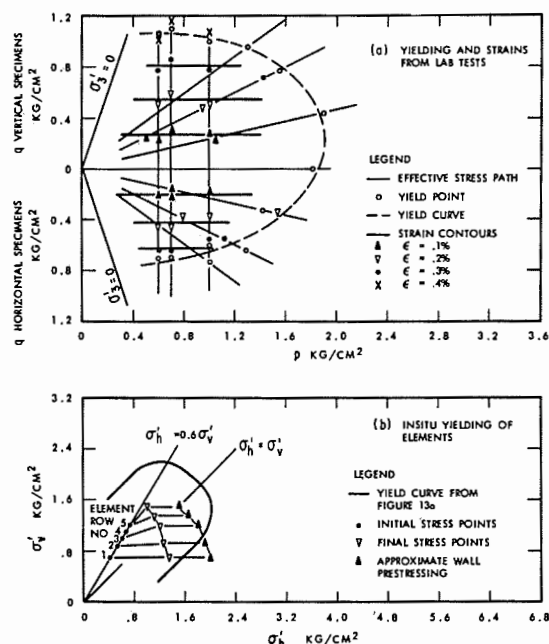 (a) YIELDING AND STRAINS
FROM LAB TESTS
q VERTICAL SPECIMENS
KG/CM²
q HORIZONTAL SPECIMENS
KG/CM²
σ'3=0
σ'3=0
1.2
0.8
0.4
0
0.4
0.8
1.2
0 0.4 0.8 1.2 1.6 2.0 2.4 2.8 3.2 3.6
p KG/CM²
LEGEND
EFFECTIVE STRESS PATH
YIELD POINT
YIELD CURVE
STRAIN CONTOURS
ϵ = .1%
ϵ = .2%
ϵ = .3%
ϵ = .4%
(b) INSITU YIELDING OF
ELEMENTS
σ'v KG/CM²
3.2
2.4
1.6
0.8
0
σ'h =0.6σ'v
σ'h = σ'v
ELEMENT
ROW
NO
5
4
3
2
1
LEGEND
YIELD CURVE FROM
FIGURE 13a
INITIAL STRESS POINTS
FINAL STRESS POINTS
APPROXIMATE WALL
PRESTRESSING
0 .8 1.6 2.4 3.2 4.0 4.8 5.2 6.0 6.8
σ'h KG/CM²